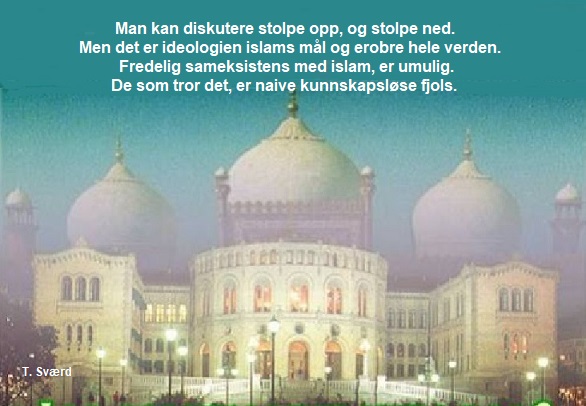 Man kan diskutere stolpe opp, og stolpe ned.
Men det er ideologien islams mål og erobre hele verden.
Fredelig sameksistens med islam, er umulig.
De som tror det, er naive kunnskapsløse fjols.
T. Sværd